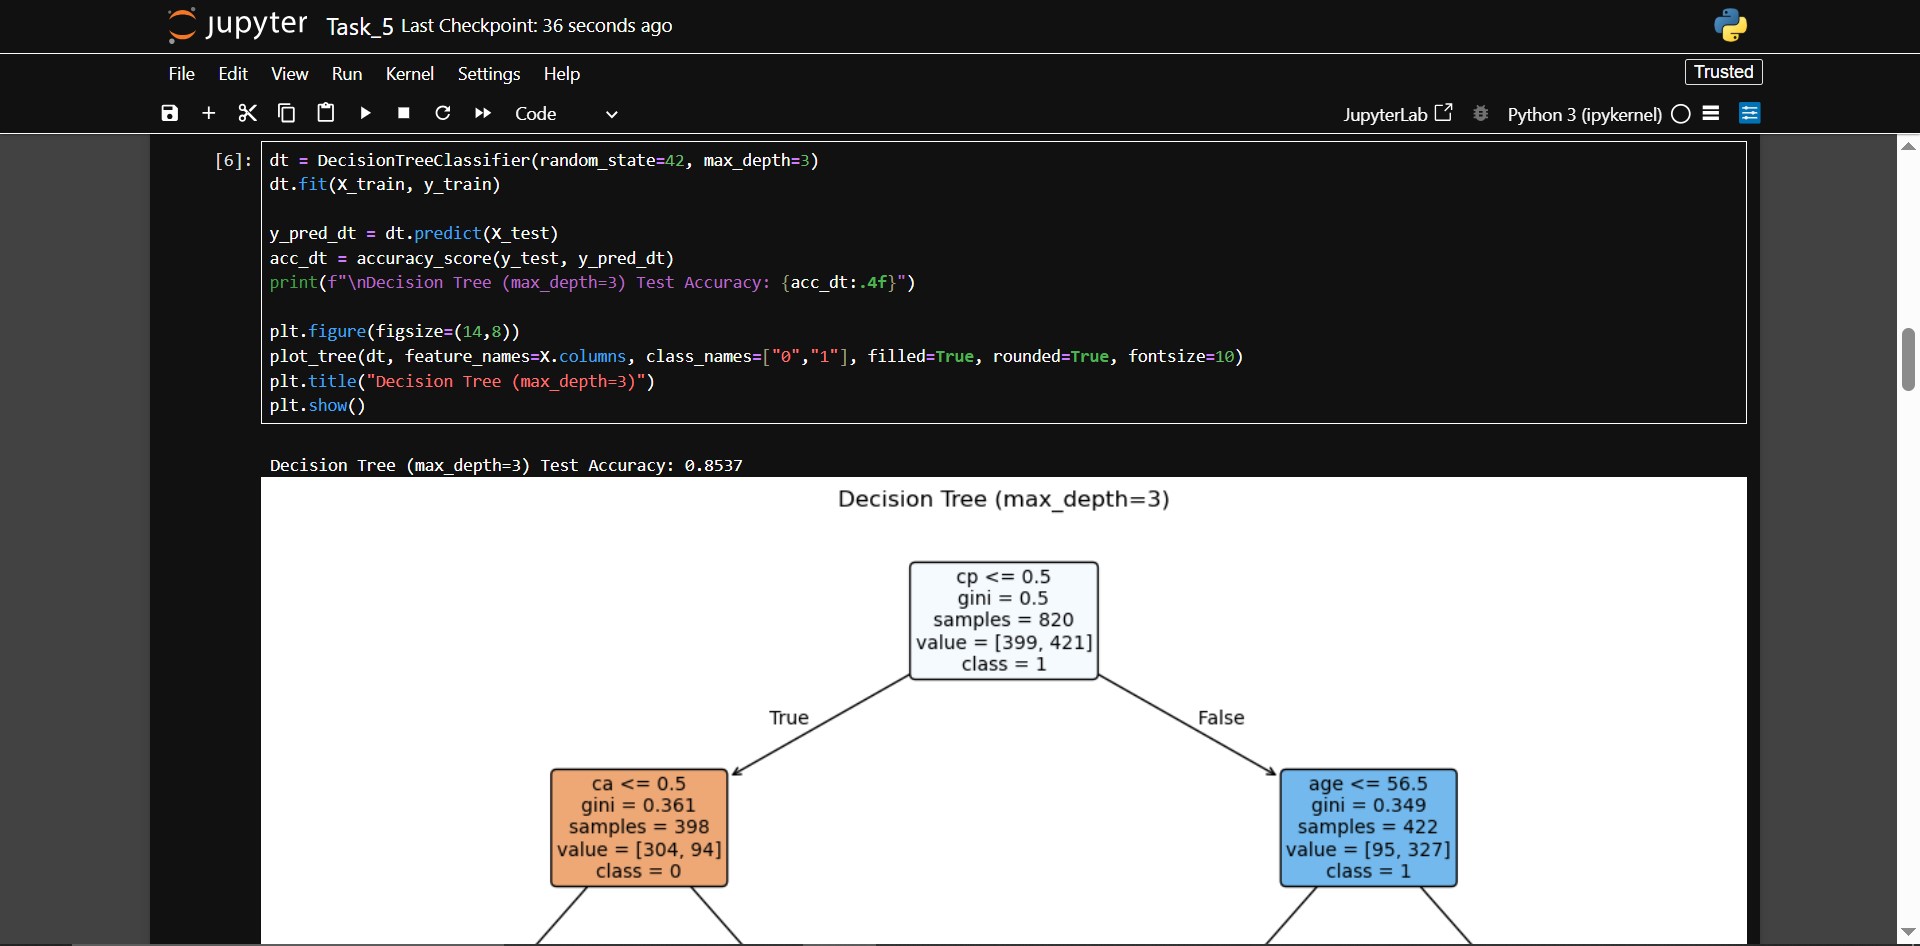 jupyter Task_5 Last Checkpoint: 36 seconds ago
File Edit View Run Kernel Settings Help
Trusted
Code
JupyterLab
Python 3 (ipykernel)
[6]:
dt = DecisionTreeClassifier(random_state=42, max_depth=3)
dt.fit(X_train, y_train)
y_pred_dt = dt.predict(X_test)
acc_dt = accuracy_score(y_test, y_pred_dt)
print(f"\nDecision Tree (max_depth=3) Test Accuracy: {acc_dt:.4f}")
plt.figure(figsize=(14,8))
plot_tree(dt, feature_names=X.columns, class_names=["0","1"], filled=True, rounded=True, fontsize=10)
plt.title("Decision Tree (max_depth=3)")
plt.show()
Decision Tree (max_depth=3) Test Accuracy: 0.8537
Decision Tree (max_depth=3)
cp <= 0.5
gini = 0.5
samples = 820
value = [399, 421]
class = 1
True
False
ca <= 0.5
gini = 0.361
samples = 398
value = [304, 94]
class = 0
age <= 56.5
gini = 0.349
samples = 422
value = [95, 327]
class = 1